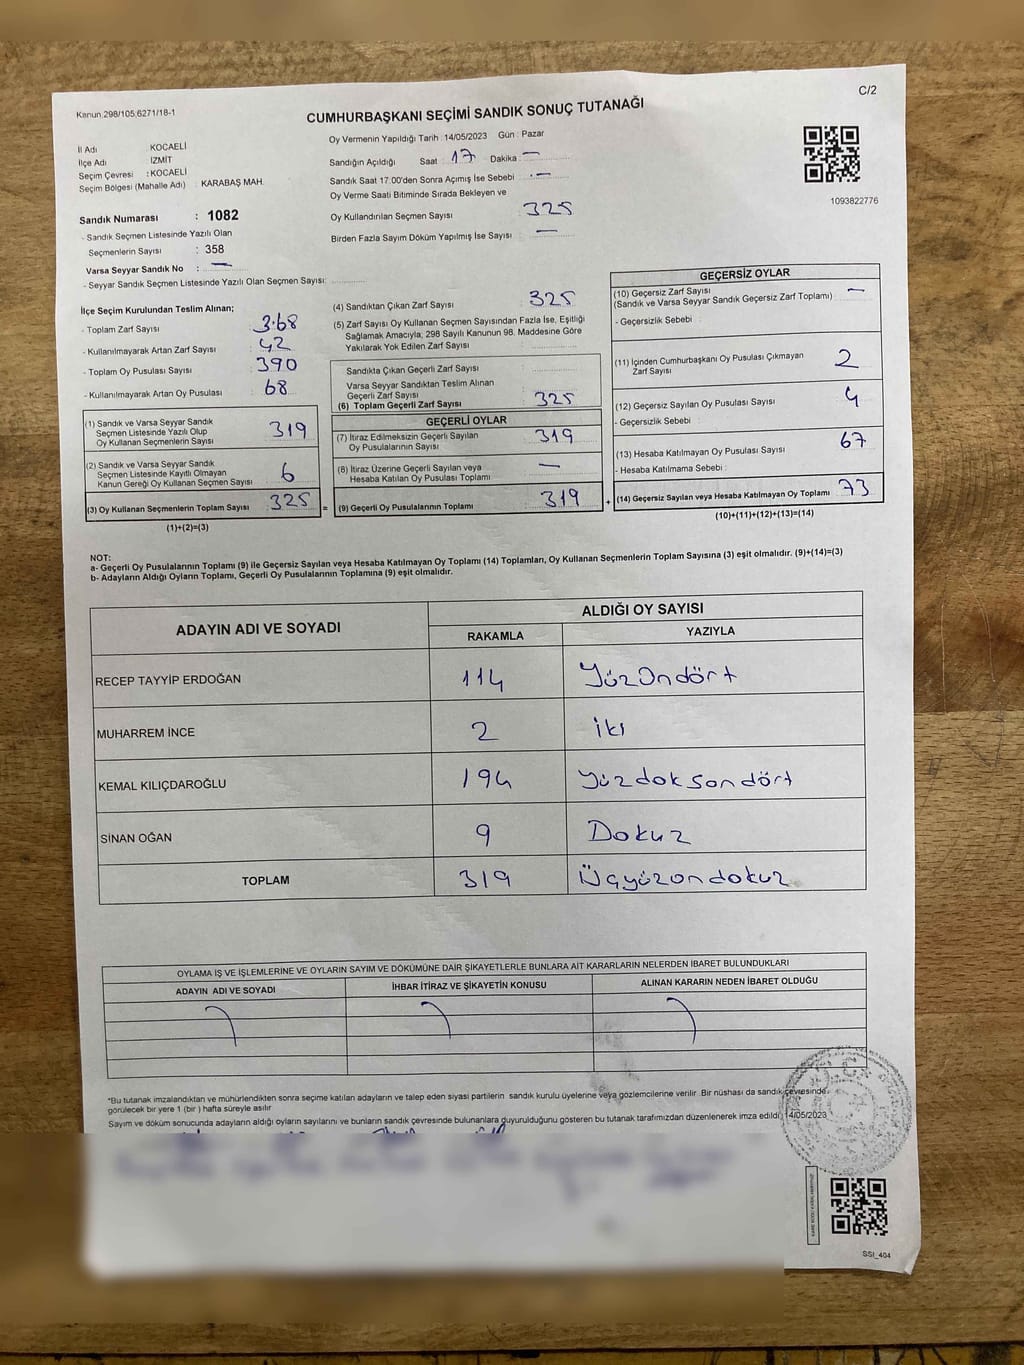 Kanun:298/105;6271/18-1
C/2
CUMHURBAŞKANI SEÇİMİ SANDIK SONUÇ TUTANAĞI
İl Adı KOCAELİ
İlçe Adı İZMİT
Seçim Çevresi : KOCAELİ
Seçim Bölgesi (Mahalle Adı) : KARABAŞ MAH.
Sandık Numarası : 1082
- Sandık Seçmen Listesinde Yazılı Olan
Seçmenlerin Sayısı : 358
Varsa Seyyar Sandık No : —
- Seyyar Sandık Seçmen Listesinde Yazılı Olan Seçmen Sayısı:
Oy Vermenin Yapıldığı Tarih : 14/05/2023 Gün : Pazar
Sandığın Açıldığı Saat 17 Dakika —
Sandık Saat 17.00'den Sonra Açımış İse Sebebi : —
Oy Verme Saati Bitiminde Sırada Bekleyen ve
Oy Kullandırılan Seçmen Sayısı 325
Birden Fazla Sayım Döküm Yapılmış İse Sayısı : —
1093822776
İlçe Seçim Kurulundan Teslim Alınan;
- Toplam Zarf Sayısı : 368
- Kullanılmayarak Artan Zarf Sayısı : 42
- Toplam Oy Pusulası Sayısı : 390
- Kullanılmayarak Artan Oy Pusulası : 68
(1) Sandık ve Varsa Seyyar Sandık
Seçmen Listesinde Yazılı Olup
Oy Kullanan Seçmenlerin Sayısı 319
(2) Sandık ve Varsa Seyyar Sandık
Seçmen Listesinde Kayıtlı Olmayan
Kanun Gereği Oy Kullanan Seçmen Sayısı 6
(3) Oy Kullanan Seçmenlerin Toplam Sayısı 325
(1)+(2)=(3)
(4) Sandıktan Çıkan Zarf Sayısı 325
(5) Zarf Sayısı Oy Kullanan Seçmen Sayısından Fazla İse, Eşitliği
Sağlamak Amacıyla, 298 Sayılı Kanunun 98. Maddesine Göre
Yakılarak Yok Edilen Zarf Sayısı
Sandıkta Çıkan Geçerli Zarf Sayısı
Varsa Seyyar Sandıktan Teslim Alınan
Geçerli Zarf Sayısı
(6) Toplam Geçerli Zarf Sayısı 325
GEÇERLİ OYLAR
(7) İtiraz Edilmeksizin Geçerli Sayılan
Oy Pusulalarının Sayısı 319
(8) İtiraz Üzerine Geçerli Sayılan veya
Hesaba Katılan Oy Pusulası Toplamı —
= (9) Geçerli Oy Pusulalarının Toplamı 319
GEÇERSİZ OYLAR
(10) Geçersiz Zarf Sayısı —
(Sandık ve Varsa Seyyar Sandık Geçersiz Zarf Toplamı)
- Geçersizlik Sebebi :
(11) İçinden Cumhurbaşkanı Oy Pusulası Çıkmayan
Zarf Sayısı 2
(12) Geçersiz Sayılan Oy Pusulası Sayısı 4
- Geçersizlik Sebebi :
(13) Hesaba Katılmayan Oy Pusulası Sayısı 67
- Hesaba Katılmama Sebebi :
+ (14) Geçersiz Sayılan veya Hesaba Katılmayan Oy Toplamı 73
(10)+(11)+(12)+(13)=(14)
NOT:
a- Geçerli Oy Pusulalarının Toplamı (9) ile Geçersiz Sayılan veya Hesaba Katılmayan Oy Toplamı (14) Toplamları, Oy Kullanan Seçmenlerin Toplam Sayısına (3) eşit olmalıdır. (9)+(14)=(3)
b- Adayların Aldığı Oyların Toplamı, Geçerli Oy Pusulalarının Toplamına (9) eşit olmalıdır.
ADAYIN ADI VE SOYADI
ALDIĞI OY SAYISI
RAKAMLA YAZIYLA
RECEP TAYYİP ERDOĞAN 114 YüzOndört
MUHARREM İNCE 2 iki
KEMAL KILIÇDAROĞLU 194 Yüzdoksondört
SİNAN OĞAN 9 Dokuz
TOPLAM 319 Üçyüzondokuz
OYLAMA İŞ VE İŞLEMLERİNE VE OYLARIN SAYIM VE DÖKÜMÜNE DAİR ŞİKAYETLERLE BUNLARA AİT KARARLARIN NELERDEN İBARET BULUNDUKLARI
ADAYIN ADI VE SOYADI İHBAR İTİRAZ VE ŞİKAYETİN KONUSU ALINAN KARARIN NEDEN İBARET OLDUĞU
*Bu tutanak imzalandıktan ve mühürlendikten sonra seçime katılan adayların ve talep eden siyasi partilerin sandık kurulu üyelerine veya gözlemcilerine verilir. Bir nüshası da sandık çevresinde
görülecek bir yere 1 (bir ) hafta süreyle asılır
Sayım ve döküm sonucunda adayların aldığı oyların sayılarını ve bunların sandık çevresinde bulunanlara duyurulduğunu gösteren bu tutanak tarafımızdan düzenlenerek imza edildi. 14/05/2023
SSI_404